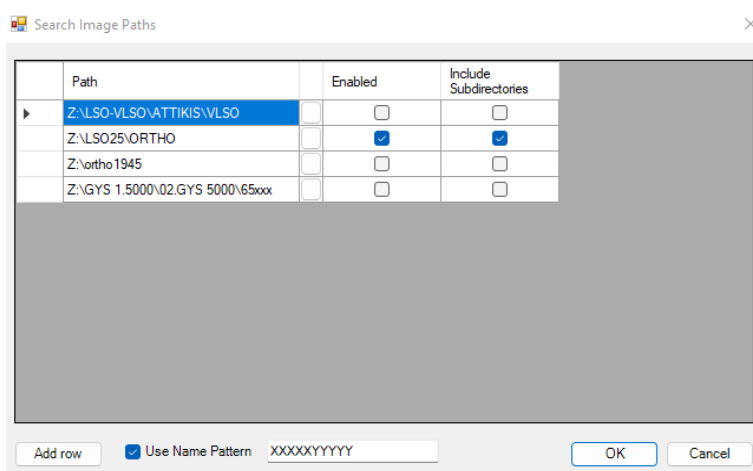 Search Image Paths
Path Enabled Include Subdirectories
Z:\LSO-VLSO\ATTIKIS\VLSO
Z:\LSO25\ORTHO
Z:\ortho1945
Z:\GYS 1.5000\02.GYS 5000\65xxx
Add row Use Name Pattern XXXXXYYYYY OK Cancel